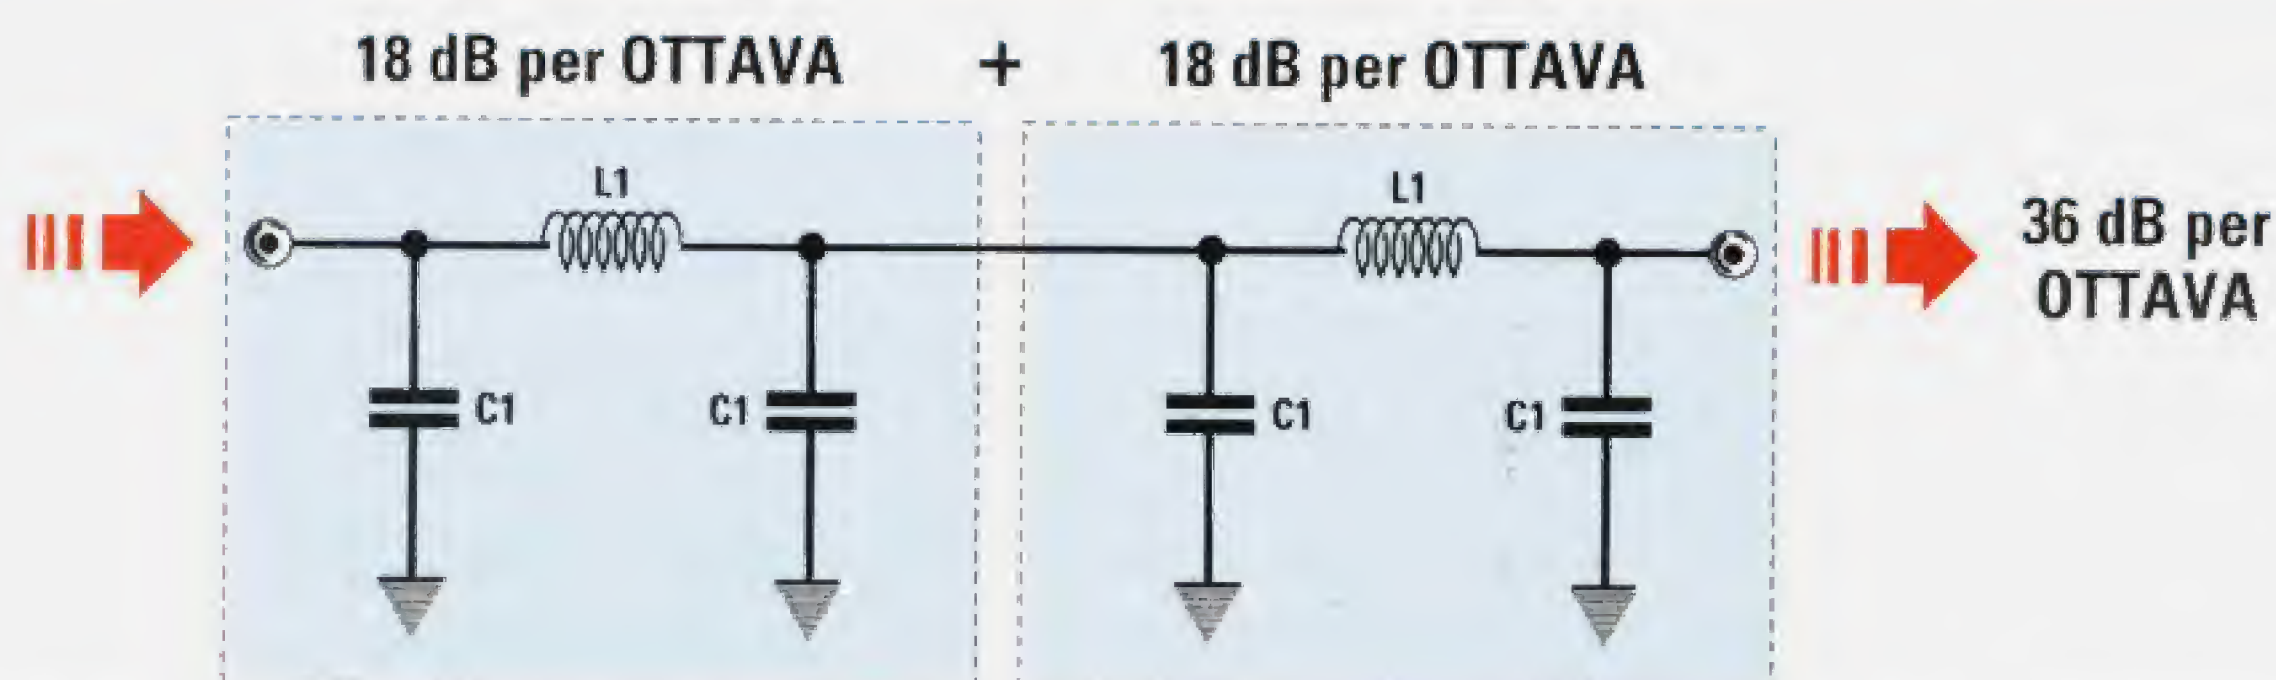 18 dB per OTTAVA + 18 dB per OTTAVA
L1 L1
36 dB per
OTTAVA
C1 C1 C1 C1